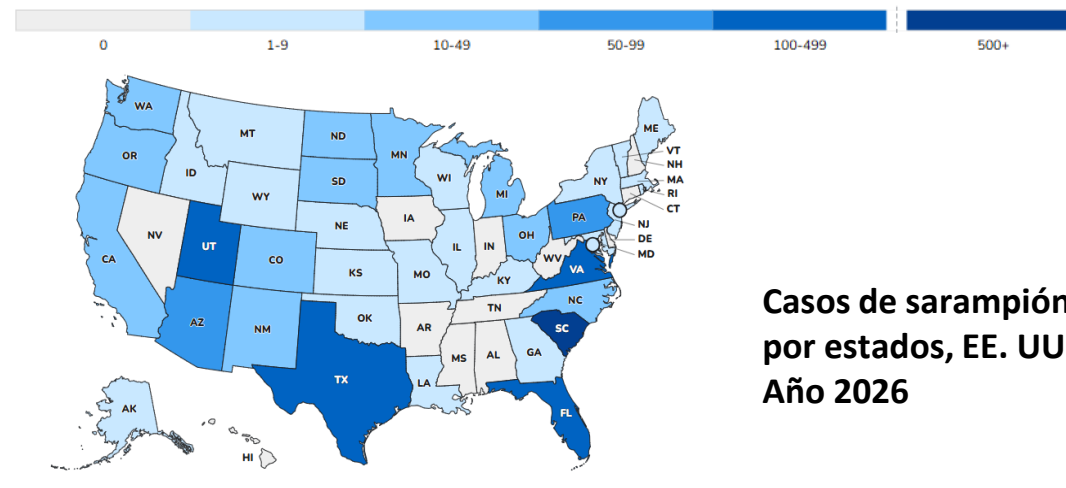 0 1-9 10-49 50-99 100-499 500+
WA
MT
ND
MN
ME
VT
NH
MA
RI
CT
OR
ID
WY
SD
WI
MI
NY
NJ
DE
MD
NV
UT
CO
NE
IA
IL
IN
OH
PA
WV
VA
CA
AZ
NM
KS
MO
KY
OK
AR
TN
NC
SC
TX
LA
MS
AL
GA
FL
AK
HI
Casos de sarampión
por estados, EE. UU
Año 2026